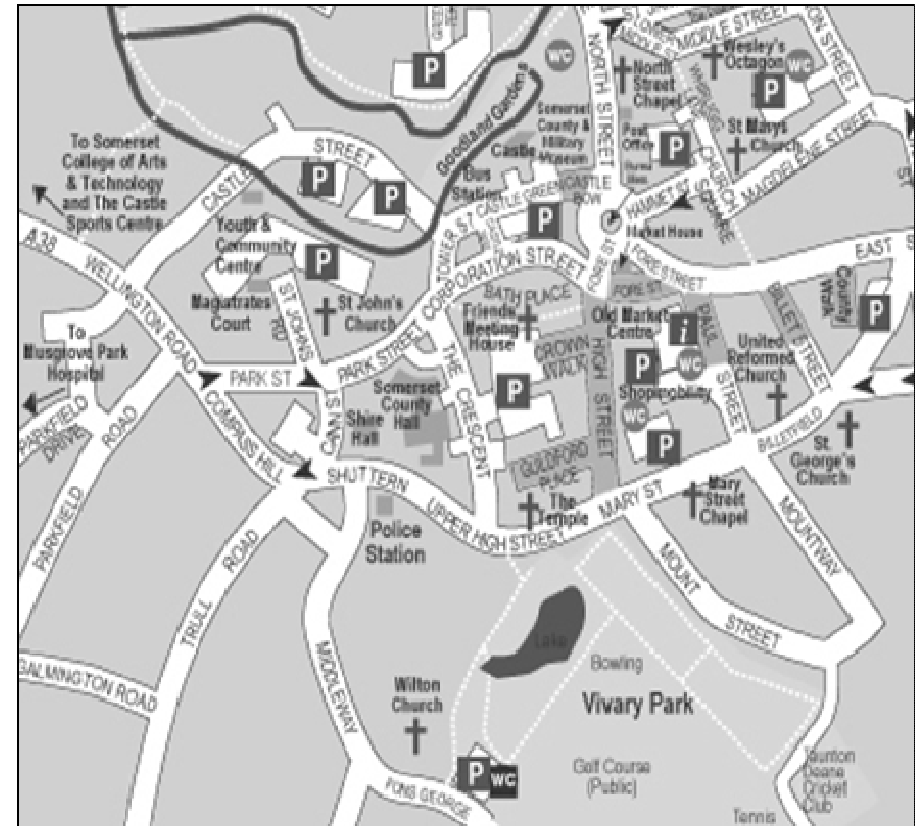 MIDDLE STREET
Wesley's
Octagon
WC
WC
NORTH STREET
North
Street
Chapel
P
P
Goodland Gardens
Somerset
County &
Military
Museum
Castle
Post
Office
P
St Marys
Church
MAGDELENE STREET
CHURCH SQUARE
To Somerset
College of Arts
& Technology
and The Castle
Sports Centre
CASTLE STREET
P
P
Bus
Station
CASTLE GREEN
CASTLE
BOW
HAMMET ST
Market House
P
TOWER ST
Youth &
Community
Centre
P
A38
WELLINGTON ROAD
CORPORATION STREET
FORE ST
FORE STREET
EAST
FORE ST
BATH PLACE
County
Walk
P
Magistrates
Court
ST JOHNS
RD
St John's
Church
Friends
Meeting
House
Old Market
Centre
i
PAUL STREET
BILLET STREET
United
Reformed
Church
To
Musgrove Park
Hospital
PARK ST
PARK STREET
THE CRESCENT
CROWN
WALK
HIGH STREET
P
WC
Shopmobility
WC
P
P
Somerset
County
Hall
Shire
Hall
PARKFIELD
DRIVE
PARKFIELD ROAD
COMPASS HILL
BILLETFIELD
St.
George's
Church
GUILDFORD
PLACE
SHUTTERN
UPPER HIGH STREET
The
Temple
MARY ST
Mary
Street
Chapel
MOUNTWAY
Police
Station
TRULL ROAD
MOUNT STREET
Lake
Bowling
MIDDLEWAY
GALMINGTON ROAD
Wilton
Church
Vivary Park
P
WC
Golf Course
(Public)
FONS GEORGE
Taunton
Deane
Cricket
Club
Tennis